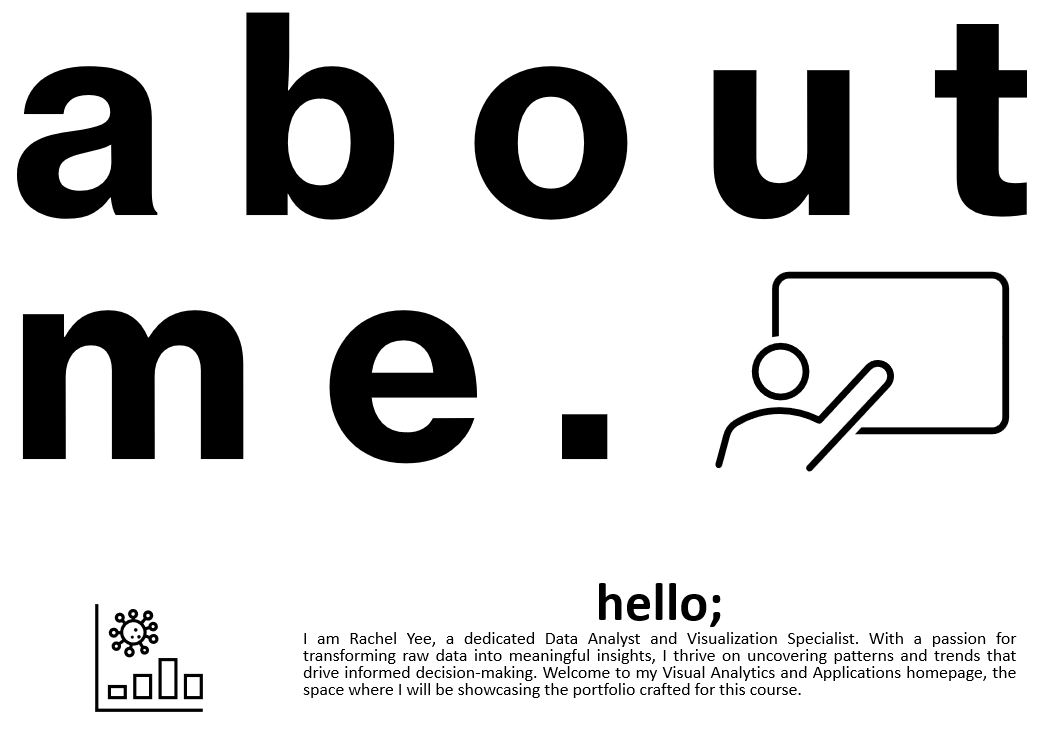 about
me.
hello;
I am Rachel Yee, a dedicated Data Analyst and Visualization Specialist. With a passion for
transforming raw data into meaningful insights, I thrive on uncovering patterns and trends that
drive informed decision-making. Welcome to my Visual Analytics and Applications homepage, the
space where I will be showcasing the portfolio crafted for this course.